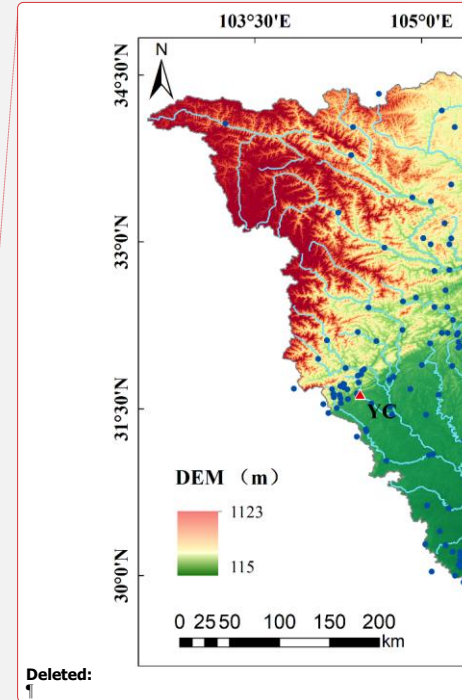 103°30'E 105°0'E
N
34°30'N
33°0'N
31°30'N
YC
DEM （m）
1123
115
30°0'N
0 25 50 100 150 200
km
Deleted:
¶